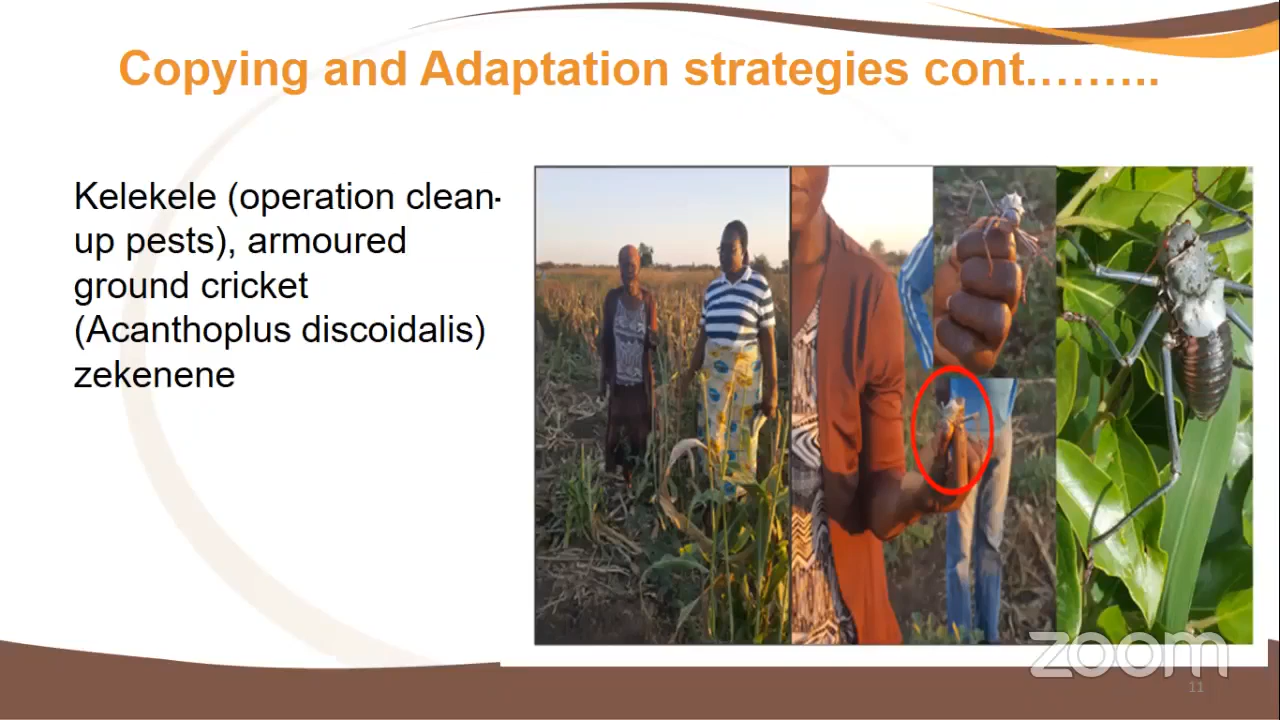 Copying and Adaptation strategies cont.……..
Kelekele (operation clean-
up pests), armoured
ground cricket
(Acanthoplus discoidalis)
zekenene
zoom
11